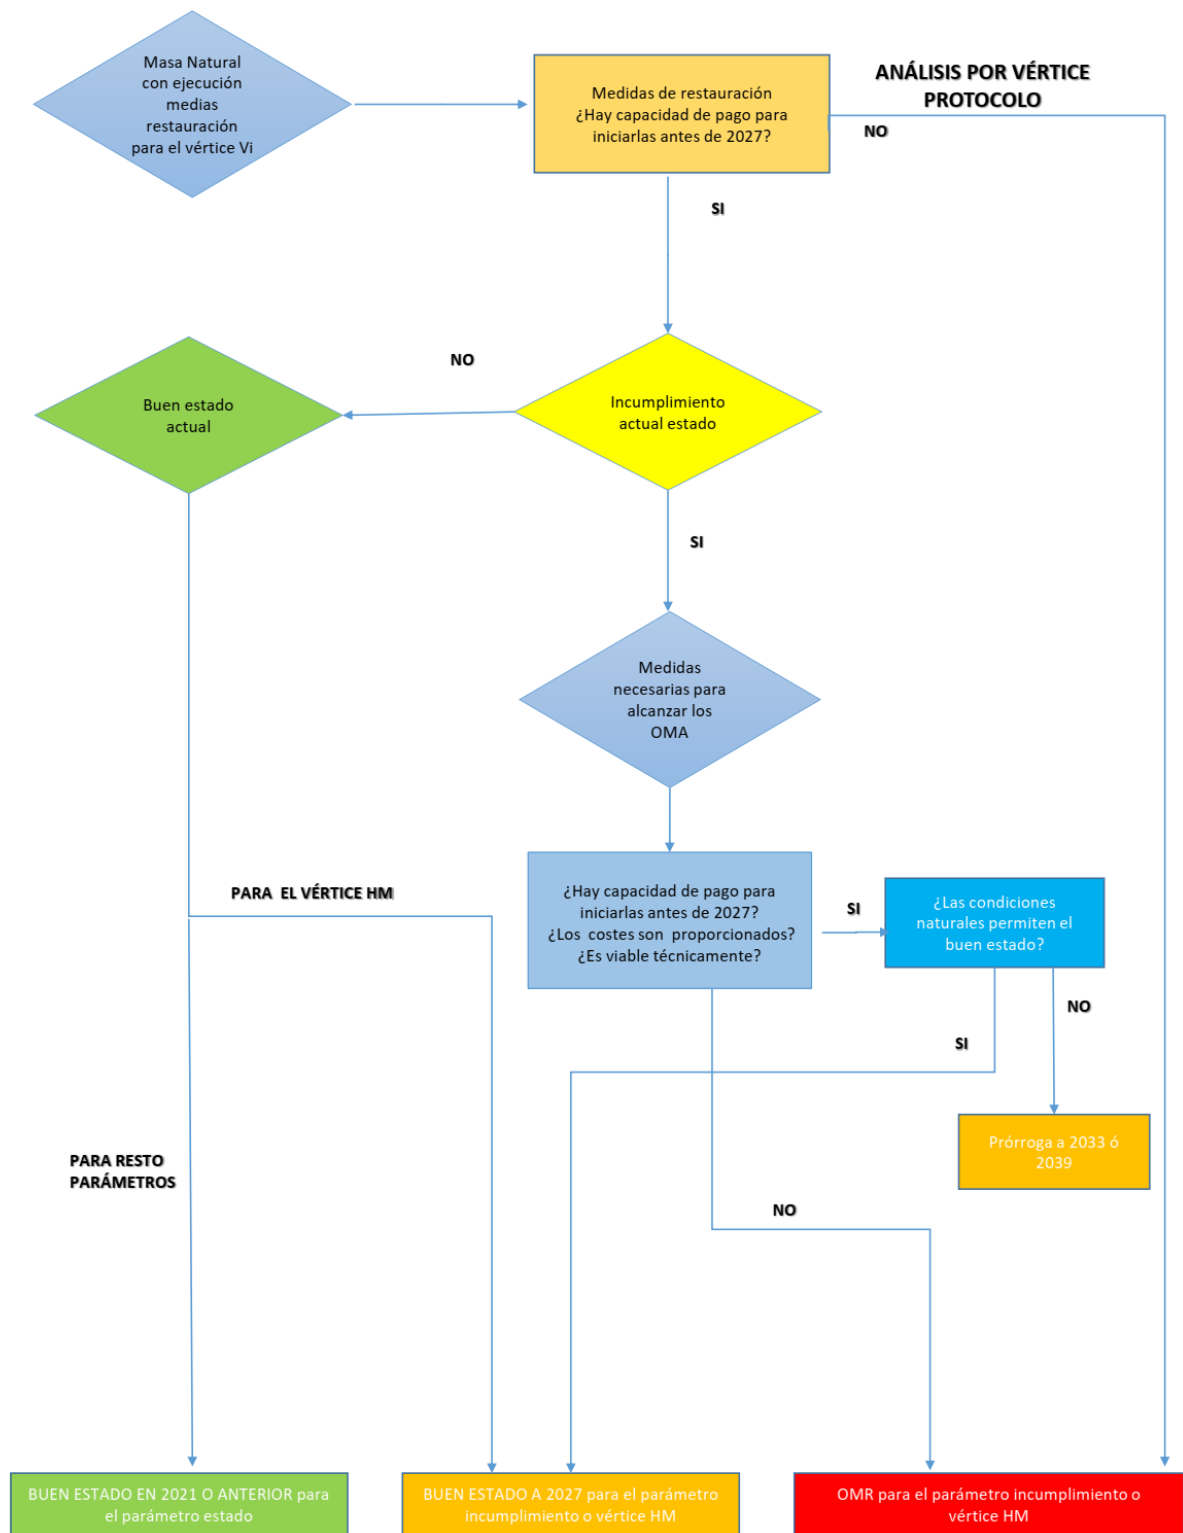 Masa Natural
con ejecución
medias
restauración
para el vértice Vi
Medidas de restauración
¿Hay capacidad de pago para
iniciarlas antes de 2027?
ANÁLISIS POR VÉRTICE
PROTOCOLO
NO
SI
Buen estado
actual
NO
Incumplimiento
actual estado
SI
Medidas
necesarias para
alcanzar los
OMA
PARA EL VÉRTICE HM
¿Hay capacidad de pago para
iniciarlas antes de 2027?
¿Los costes son proporcionados?
¿Es viable técnicamente?
SI
¿Las condiciones
naturales permiten el
buen estado?
NO
SI
Prórroga a 2033 ó
2039
PARA RESTO
PARÁMETROS
NO
BUEN ESTADO EN 2021 O ANTERIOR para
el parámetro estado
BUEN ESTADO A 2027 para el parámetro
incumplimiento o vértice HM
OMR para el parámetro incumplimiento o
vértice HM